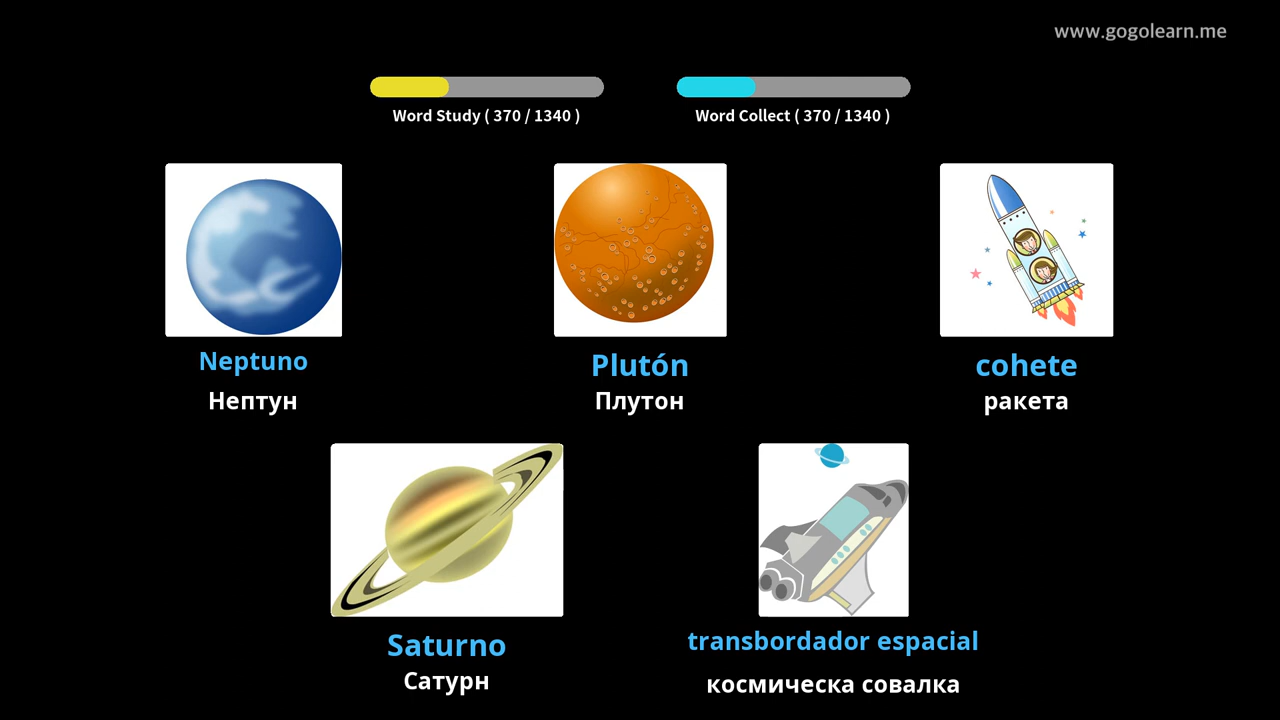 www.gogolearn.me
Word Study ( 370 / 1340 )
Word Collect ( 370 / 1340 )
Neptuno
Нептун
Plutón
Плутон
cohete
ракета
Saturno
Сатурн
transbordador espacial
космическа совалка